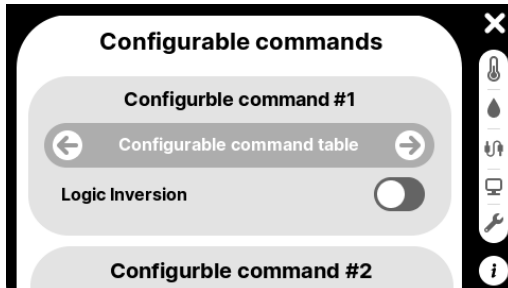 Configurable commands
Configurble command #1
Configurable command table
Logic Inversion
Configurble command #2
i